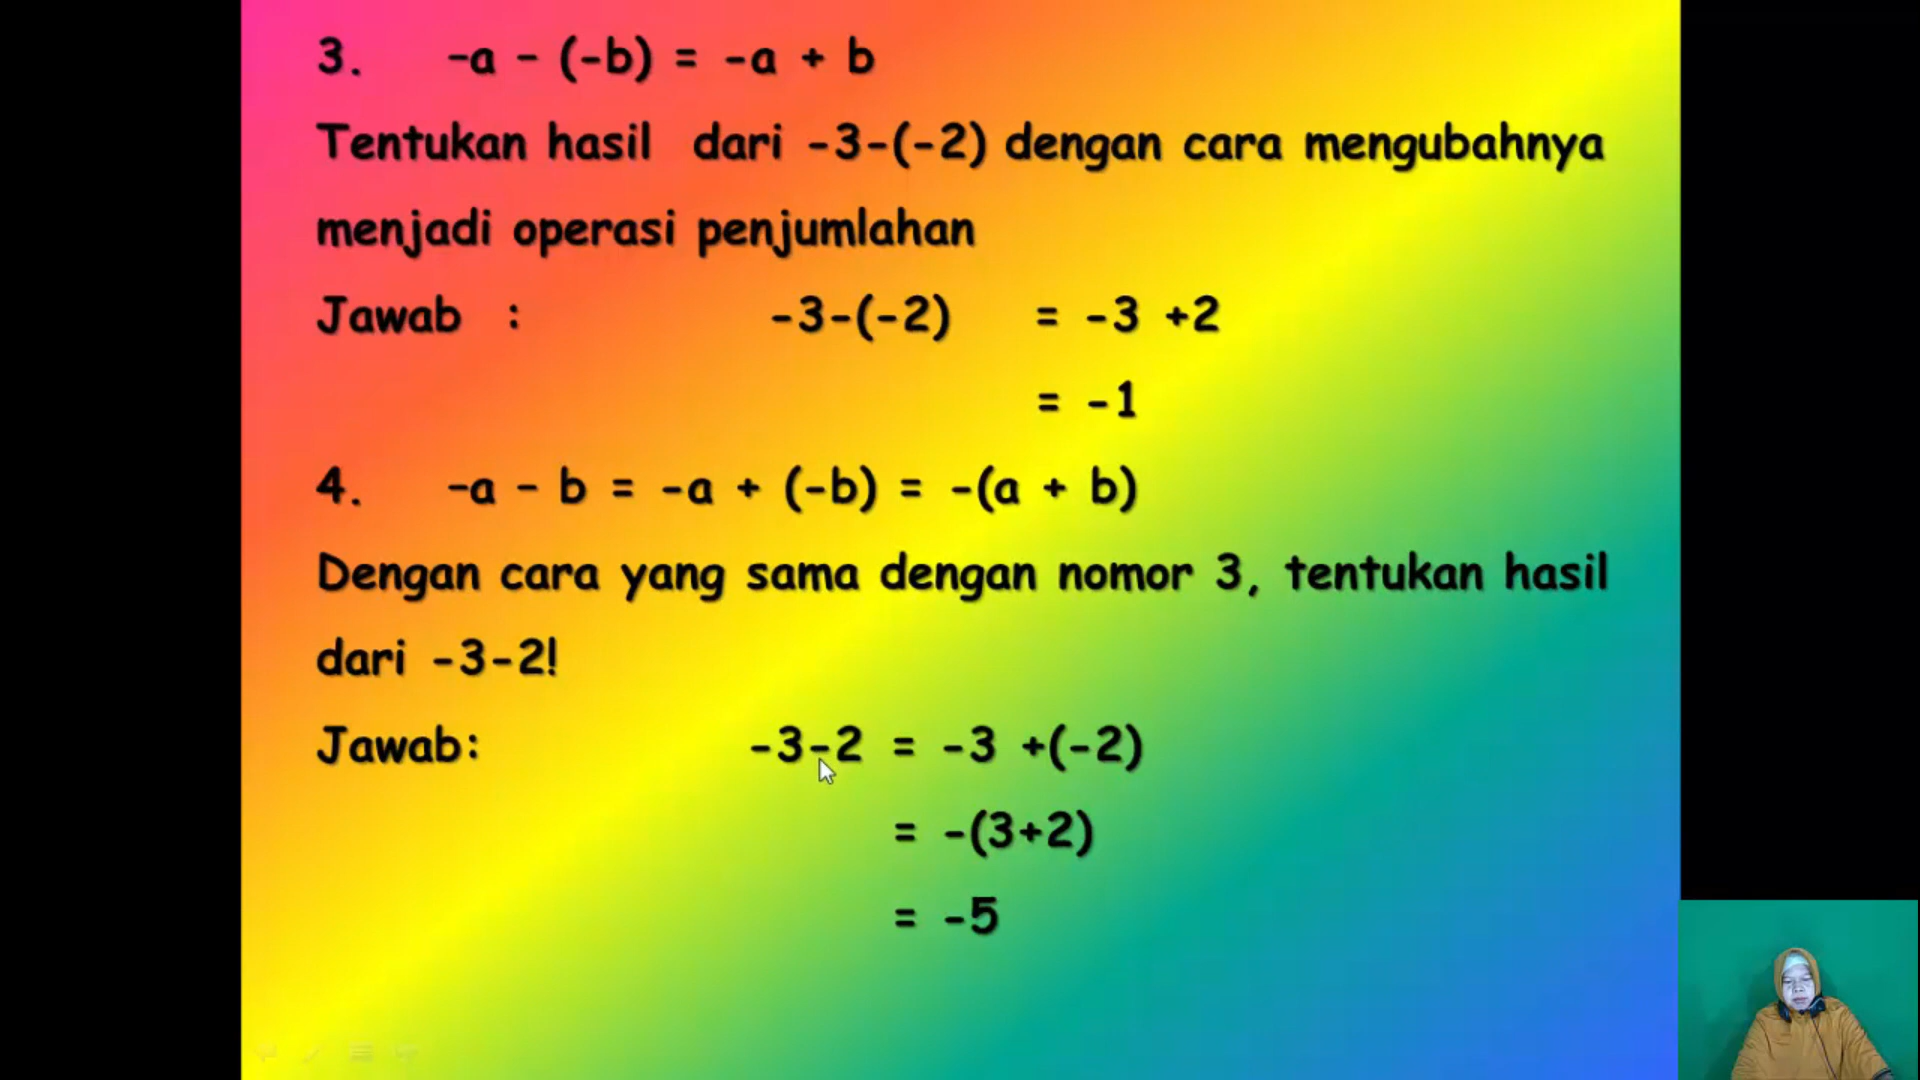 3. -a - (-b) = -a + b
Tentukan hasil dari -3-(-2) dengan cara mengubahnya
menjadi operasi penjumlahan
Jawab : -3-(-2) = -3 +2
= -1
4. -a - b = -a + (-b) = -(a + b)
Dengan cara yang sama dengan nomor 3, tentukan hasil
dari -3-2!
Jawab: -3-2 = -3 +(-2)
= -(3+2)
= -5